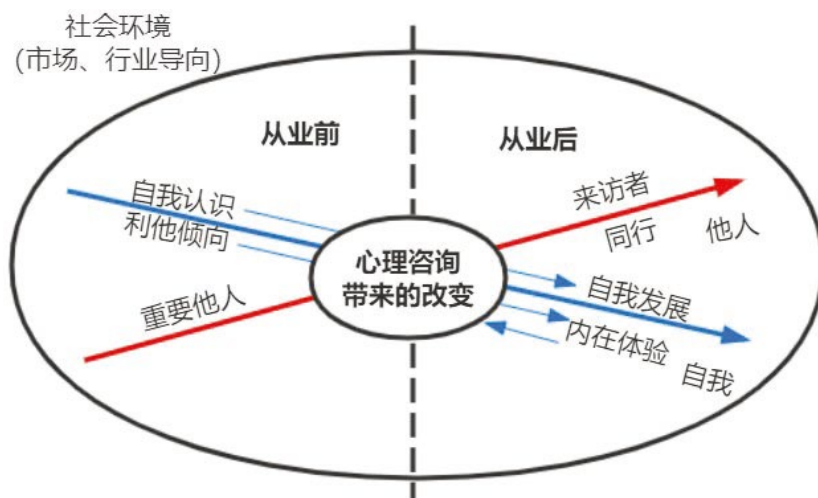 社会环境
(市场、行业导向)
从业前
从业后
自我认识
利他倾向
重要他人
心理咨询
带来的改变
来访者
同行
他人
自我发展
内在体验
自我